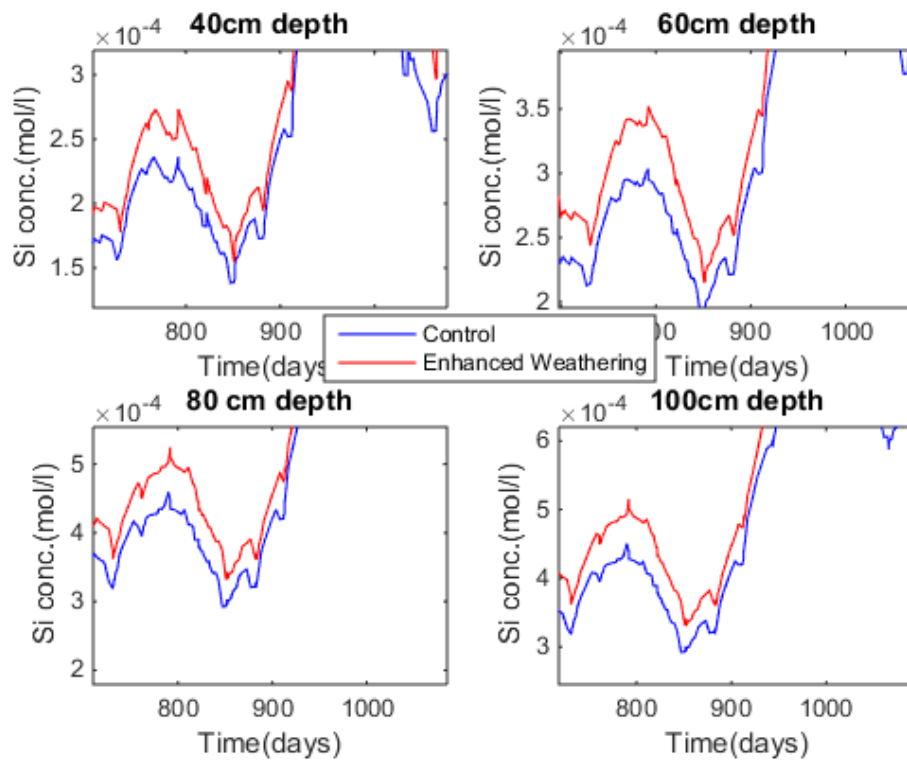 ×10⁻⁴ 40cm depth
3
2.5
2
1.5
Si conc.(mol/l)
800 900
Time(days)
×10⁻⁴ 60cm depth
3.5
3
2.5
2
Si conc.(mol/l)
900 1000
Time(days)
Control
Enhanced Weathering
×10⁻⁴ 80 cm depth
5
4
3
2
Si conc.(mol/l)
800 900 1000
Time(days)
×10⁻⁴ 100cm depth
6
5
4
3
Si conc.(mol/l)
800 900 1000
Time(days)